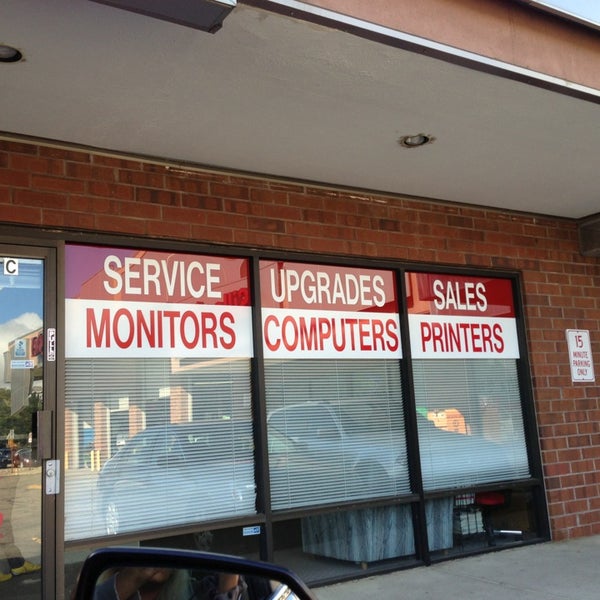 C
SERVICE
MONITORS
UPGRADES
COMPUTERS
SALES
PRINTERS
15
MINUTE
PARKING
ONLY